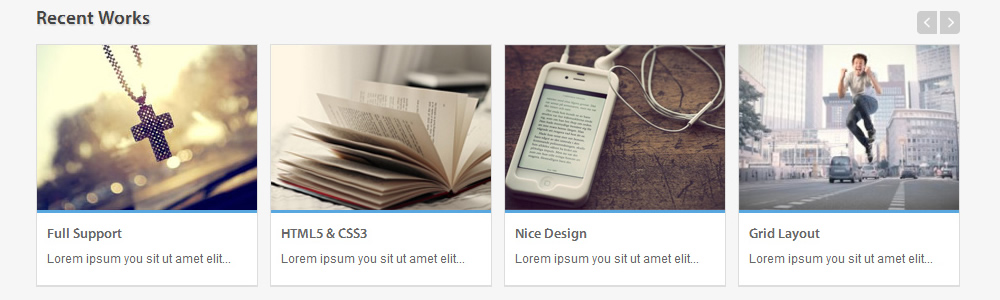 Recent Works
Full Support
Lorem ipsum you sit ut amet elit...
HTML5 & CSS3
Lorem ipsum you sit ut amet elit...
Nice Design
Lorem ipsum you sit ut amet elit...
Grid Layout
Lorem ipsum you sit ut amet elit...